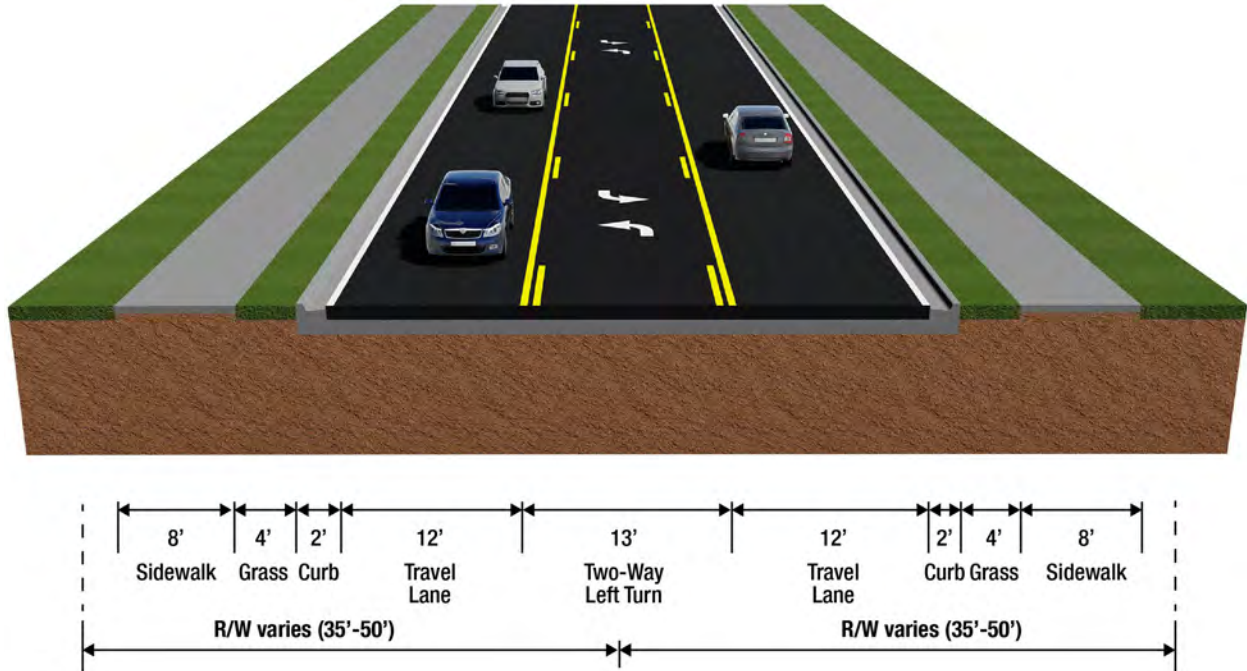 8' 4' 2' 12' 13' 12' 2' 4' 8'
Sidewalk Grass Curb Travel Lane Two-Way Left Turn Travel Lane Curb Grass Sidewalk
R/W varies (35'-50') R/W varies (35'-50')